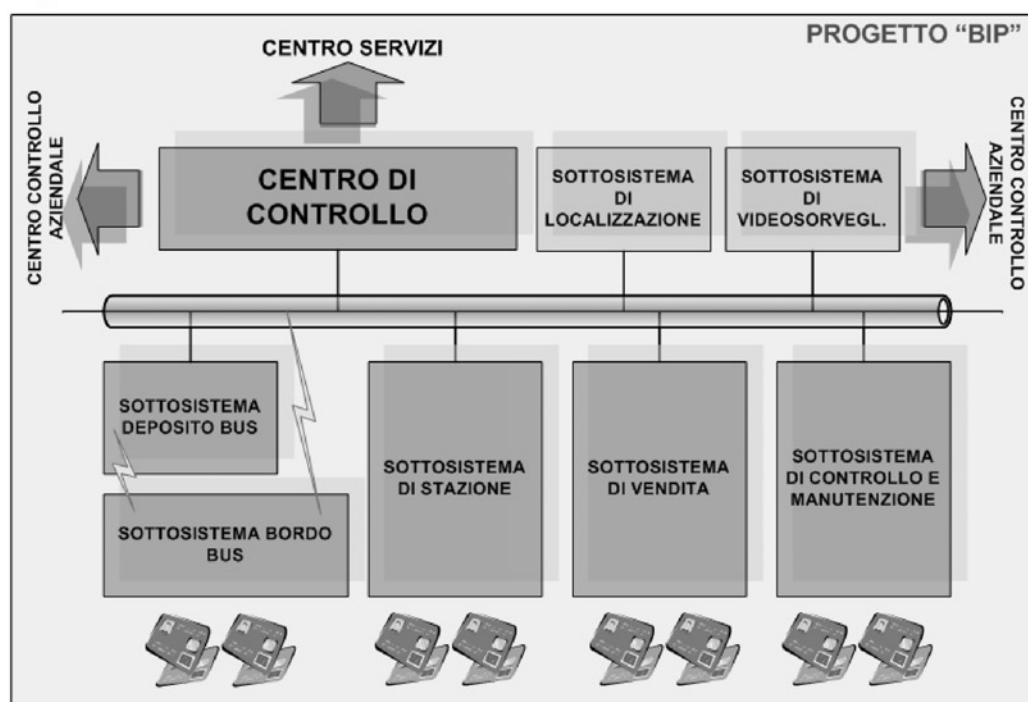 PROGETTO “BIP”
CENTRO SERVIZI
CENTRO CONTROLLO
AZIENDALE
CENTRO DI
CONTROLLO
SOTTOSISTEMA
DI
LOCALIZZAZIONE
SOTTOSISTEMA
DI
VIDEOSORVEGL.
CENTRO CONTROLLO
AZIENDALE
SOTTOSISTEMA
DEPOSITO BUS
SOTTOSISTEMA BORDO
BUS
SOTTOSISTEMA
DI STAZIONE
SOTTOSISTEMA
DI VENDITA
SOTTOSISTEMA
DI CONTROLLO E
MANUTENZIONE